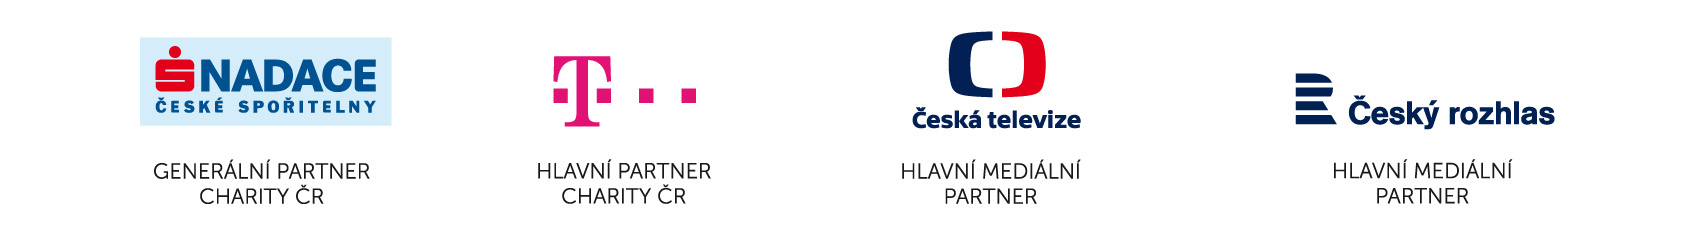 NADACE
ČESKÉ SPOŘITELNY
GENERÁLNÍ PARTNER
CHARITY ČR
T
HLAVNÍ PARTNER
CHARITY ČR
Česká televize
HLAVNÍ MEDIÁLNÍ
PARTNER
Český rozhlas
HLAVNÍ MEDIÁLNÍ
PARTNER